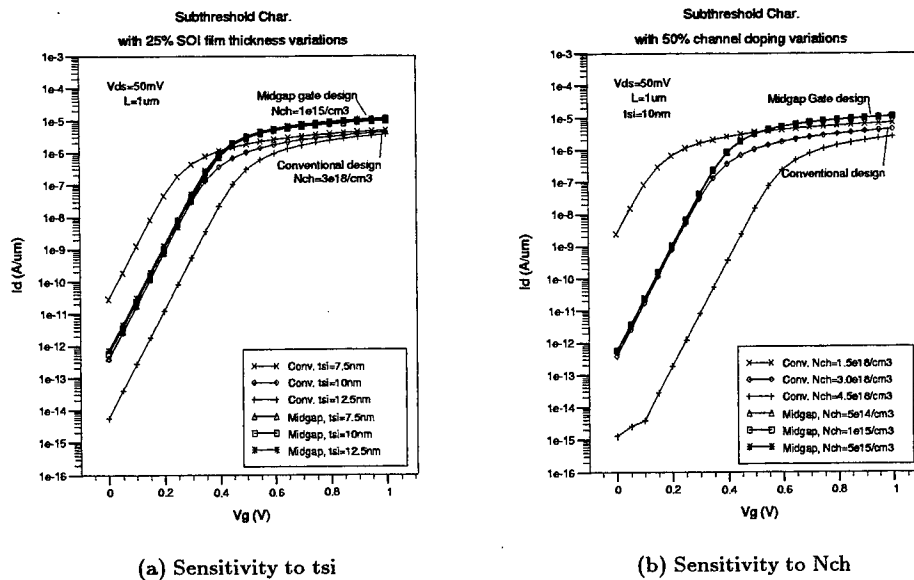 Subthreshold Char.
with 25% SOI film thickness variations
1e-3
1e-4
1e-5
1e-6
1e-7
1e-8
1e-9
1e-10
1e-11
1e-12
1e-13
1e-14
1e-15
1e-16
Id (A/um)
Vds=50mV
L=1um
Midgap gate design
Nch=1e15/cm3
Conventional design
Nch=3e18/cm3
Conv. tsi=7.5nm
Conv. tsi=10nm
Conv. tsi=12.5nm
Midgap, tsi=7.5nm
Midgap, tsi=10nm
Midgap, tsi=12.5nm
0 0.2 0.4 0.6 0.8 1
Vg (V)
(a) Sensitivity to tsi
Subthreshold Char.
with 50% channel doping variations
1e-3
1e-4
1e-5
1e-6
1e-7
1e-8
1e-9
1e-10
1e-11
1e-12
1e-13
1e-14
1e-15
1e-16
Id (A/um)
Vds=50mV
L=1um
tsi=10nm
Midgap Gate design
Conventional design
Conv. Nch=1.5e18/cm3
Conv. Nch=3.0e18/cm3
Conv. Nch=4.5e18/cm3
Midgap, Nch=5e14/cm3
Midgap, Nch=1e15/cm3
Midgap, Nch=5e15/cm3
0 0.2 0.4 0.6 0.8 1
Vg (V)
(b) Sensitivity to Nch